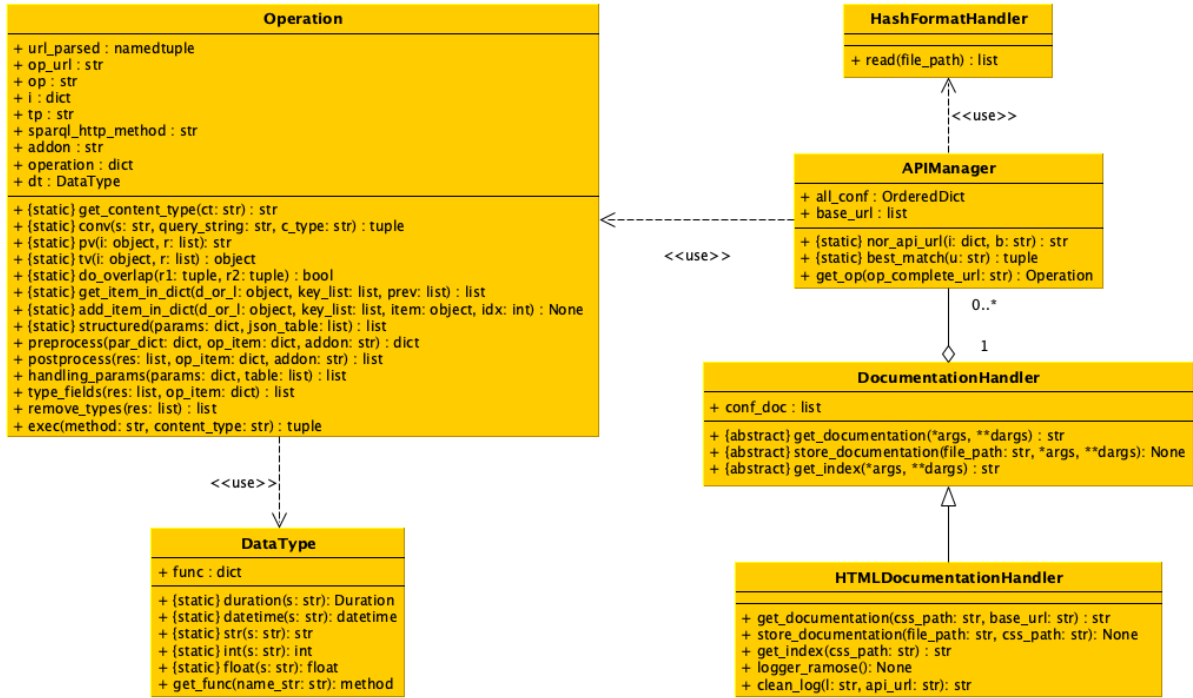 Operation
+ url_parsed : namedtuple
+ op_url : str
+ op : str
+ i : dict
+ tp : str
+ sparql_http_method : str
+ addon : str
+ operation : dict
+ dt : DataType
+ {static} get_content_type(ct: str) : str
+ {static} conv(s: str, query_string: str, c_type: str) : tuple
+ {static} pv(i: object, r: list): str
+ {static} tv(i: object, r: list) : object
+ {static} do_overlap(r1: tuple, r2: tuple) : bool
+ {static} get_item_in_dict(d_or_l: object, key_list: list, prev: list) : list
+ {static} add_item_in_dict(d_or_l: object, key_list: list, item: object, idx: int) : None
+ {static} structured(params: dict, json_table: list) : list
+ preprocess(par_dict: dict, op_item: dict, addon: str) : dict
+ postprocess(res: list, op_item: dict, addon: str) : list
+ handling_params(params: dict, table: list) : list
+ type_fields(res: list, op_item: dict) : list
+ remove_types(res: list) : list
+ exec(method: str, content_type: str) : tuple
HashFormatHandler
+ read(file_path) : list
<<use>>
APIManager
+ all_conf : OrderedDict
+ base_url : list
+ {static} nor_api_url(i: dict, b: str) : str
+ {static} best_match(u: str) : tuple
+ get_op(op_complete_url: str) : Operation
<<use>>
0..*
1
DocumentationHandler
+ conf_doc : list
+ {abstract} get_documentation(*args, **dargs) : str
+ {abstract} store_documentation(file_path: str, *args, **dargs): None
+ {abstract} get_index(*args, **dargs) : str
<<use>>
DataType
+ func : dict
+ {static} duration(s: str): Duration
+ {static} datetime(s: str): datetime
+ {static} str(s: str): str
+ {static} int(s: str): int
+ {static} float(s: str): float
+ get_func(name_str: str): method
HTMLDocumentationHandler
+ get_documentation(css_path: str, base_url: str) : str
+ store_documentation(file_path: str, css_path: str): None
+ get_index(css_path: str) : str
+ logger_ramose(): None
+ clean_log(l: str, api_url: str): str